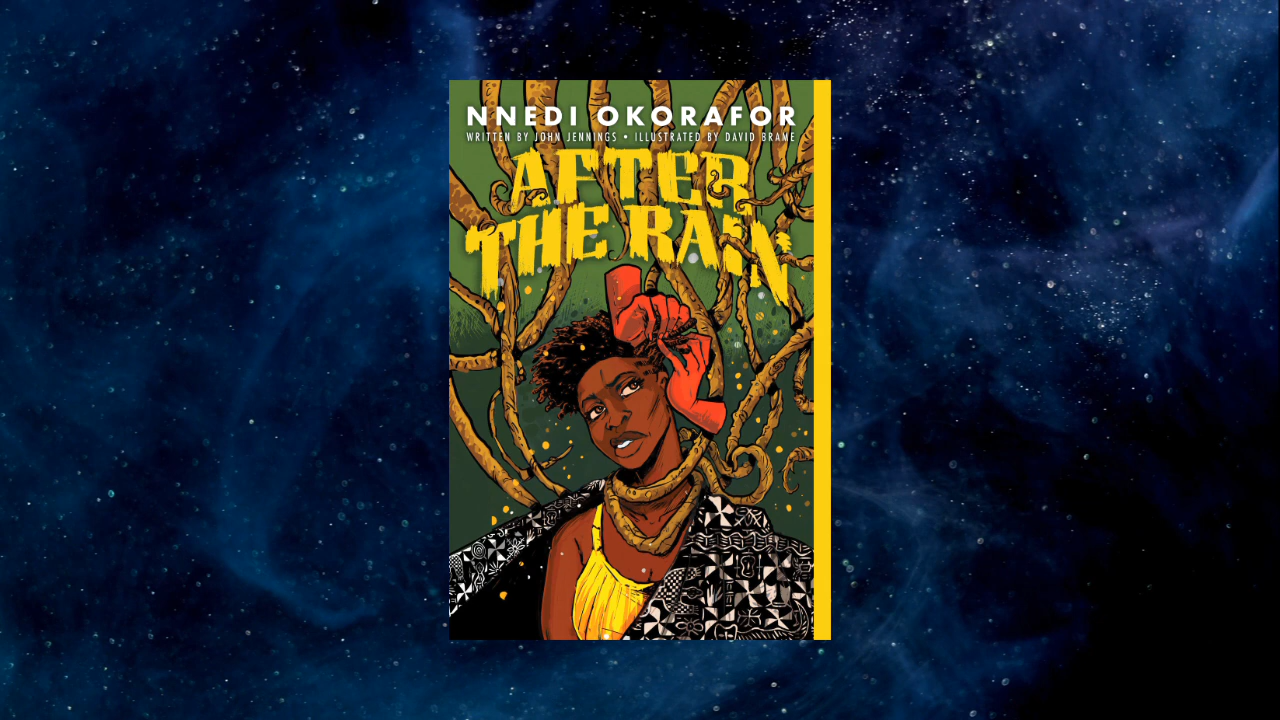 NNEDI OKORAFOR
WRITTEN BY JOHN JENNINGS • ILLUSTRATED BY DAVID BRAME
AFTER
THE RAIN